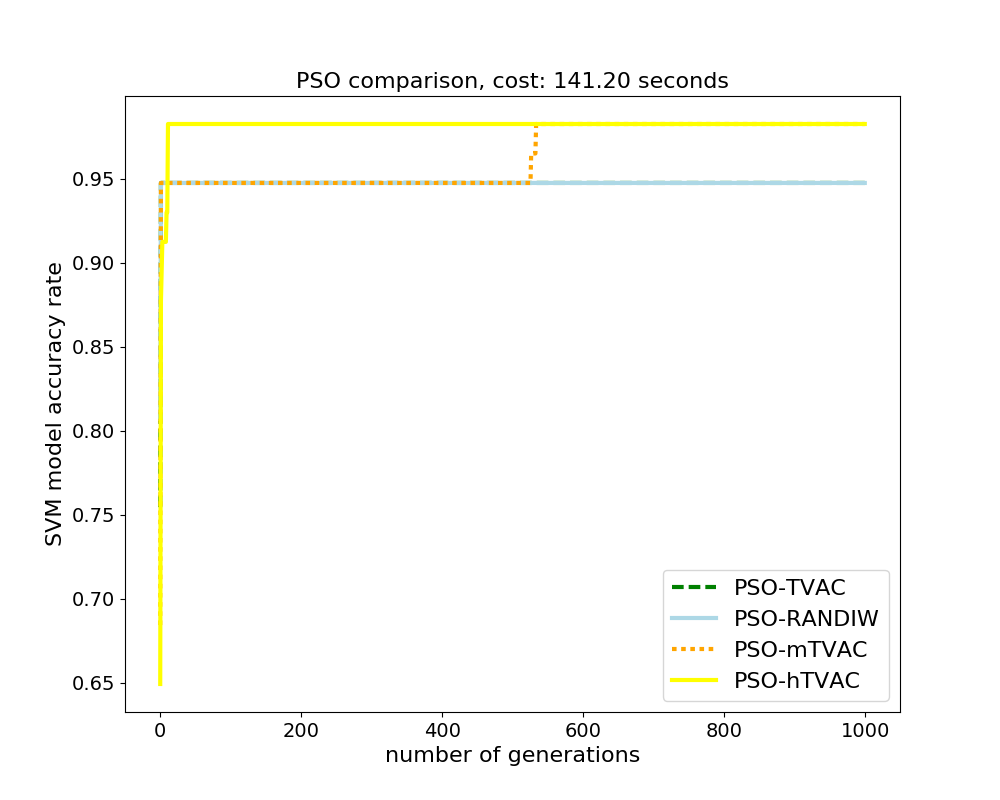 PSO comparison, cost: 141.20 seconds
SVM model accuracy rate
0.95
0.90
0.85
0.80
0.75
0.70
0.65
0 200 400 600 800 1000
number of generations
PSO-TVAC
PSO-RANDIW
PSO-mTVAC
PSO-hTVAC